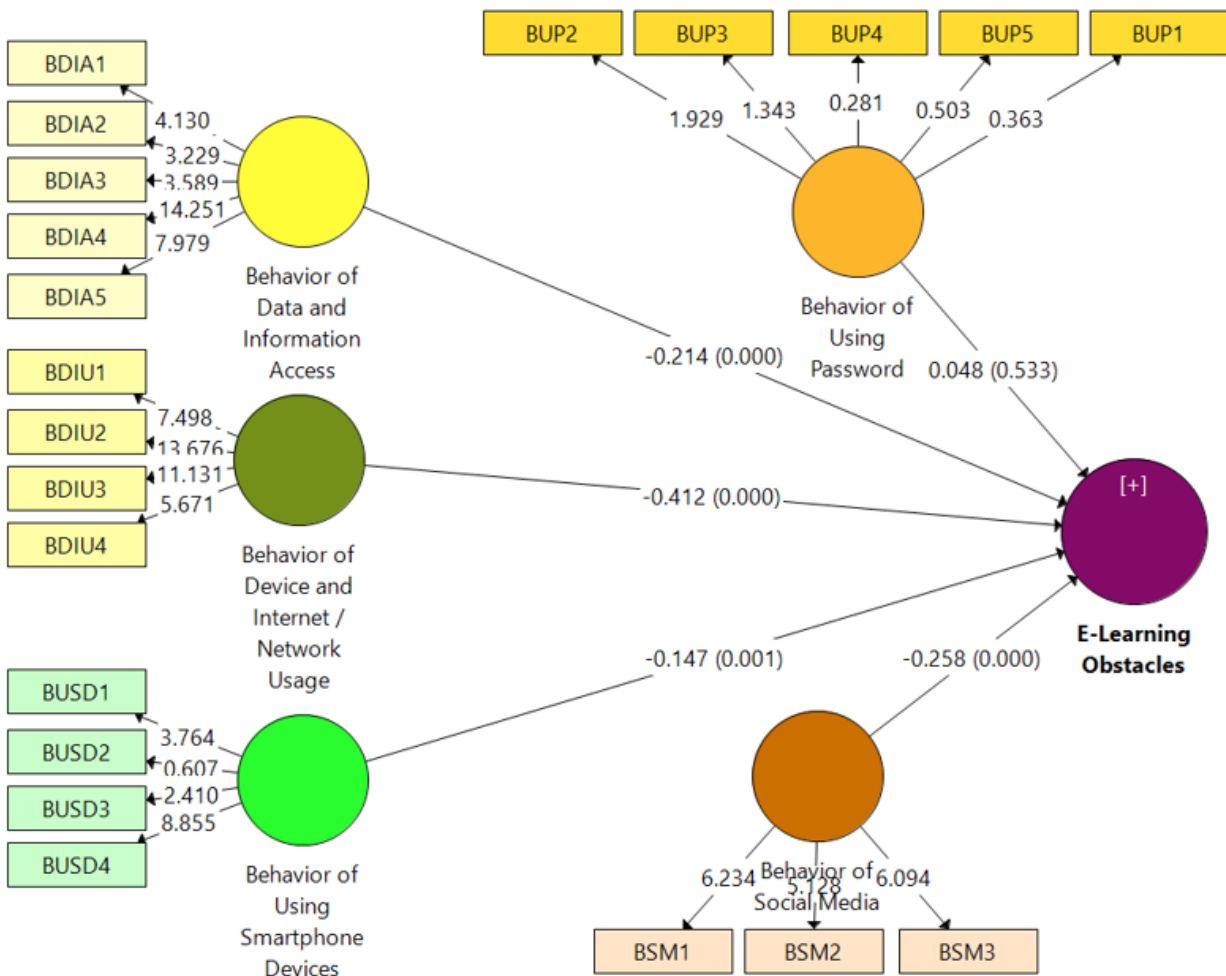 BUP2
BUP3
BUP4
BUP5
BUP1
1.929
1.343
0.281
0.503
0.363
Behavior of
Using
Password
0.048 (0.533)
BDIA1
BDIA2
BDIA3
BDIA4
BDIA5
4.130
3.229
3.589
14.251
7.979
Behavior of
Data and
Information
Access
-0.214 (0.000)
BDIU1
BDIU2
BDIU3
BDIU4
7.498
13.676
11.131
5.671
Behavior of
Device and
Internet /
Network
Usage
-0.412 (0.000)
[+]
E-Learning
Obstacles
BUSD1
BUSD2
BUSD3
BUSD4
3.764
0.607
2.410
8.855
Behavior of
Using
Smartphone
Devices
-0.147 (0.001)
-0.258 (0.000)
Behavior of
Social Media
6.234
5.128
6.094
BSM1
BSM2
BSM3